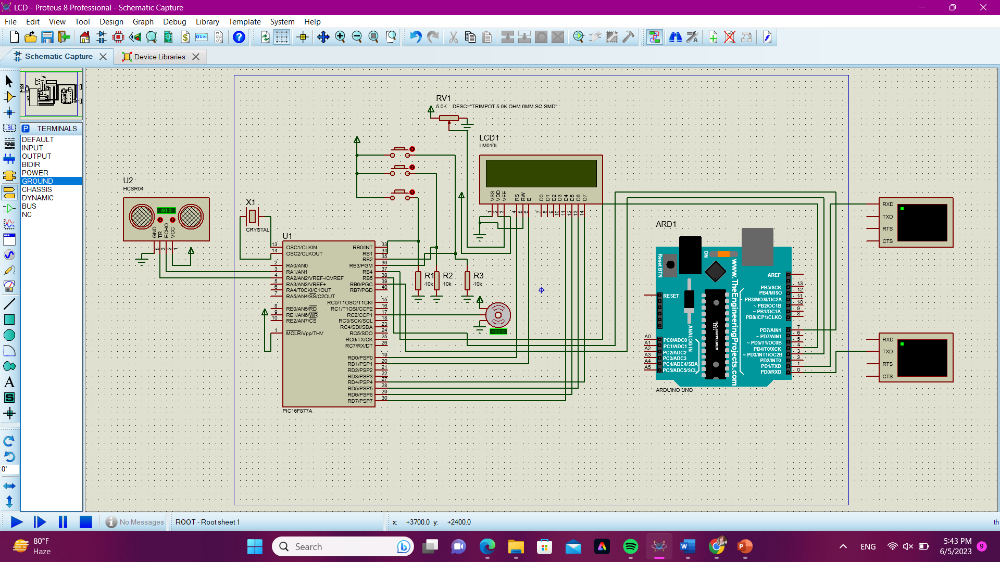 LCD - Proteus 8 Professional - Schematic Capture
File Edit View Tool Design Graph Debug Library Template System Help
Schematic Capture
Device Libraries
TERMINALS
DEFAULT
INPUT
OUTPUT
BIDIR
POWER
GROUND
CHASSIS
DYNAMIC
BUS
NC
LBL
0°
U2
HCSR04
50.0
GND
TR
ECHO
VCC
5
3
2
1
X1
CRYSTAL
RV1
5.0K DESC="TRIMPOT 5.0K OHM 6MM SQ SMD"
LCD1
LM016L
VSS
VDD
VEE
RS
RW
E
D0
D1
D2
D3
D4
D5
D6
D7
1
2
3
4
5
6
7
8
9
10
11
12
13
14
U1
13 OSC1/CLKIN
14 OSC2/CLKOUT
2 RA0/AN0
3 RA1/AN1
4 RA2/AN2/VREF-/CVREF
5 RA3/AN3/VREF+
6 RA4/T0CKI/C1OUT
7 RA5/AN4/SS/C2OUT
8 RE0/AN5/RD
9 RE1/AN6/WR
10 RE2/AN7/CS
1 MCLR/Vpp/THV
RB0/INT 33
RB1 34
RB2 35
RB3/PGM 36
RB4 37
RB5 38
RB6/PGC 39
RB7/PGD 40
RC0/T1OSO/T1CKI 15
RC1/T1OSI/CCP2 16
RC2/CCP1 17
RC3/SCK/SCL 18
RC4/SDI/SDA 23
RC5/SDO 24
RC6/TX/CK 25
RC7/RX/DT 26
RD0/PSP0 19
RD1/PSP1 20
RD2/PSP2 21
RD3/PSP3 22
RD4/PSP4 27
RD5/PSP5 28
RD6/PSP6 29
RD7/PSP7 30
PIC16F877A
R1
10k
R2
10k
R3
10k
ARD1
Reset BTN
ON
www.TheEngineeringProjects.com
ANALOG IN
RESET
A0 PC0/ADC0
A1 PC1/ADC1
A2 PC2/ADC2
A3 PC3/ADC3
A4 PC4/ADC4/SDA
A5 PC5/ADC5/SCL
AREF
PB5/SCK 13
PB4/MISO 12
~ PB3/MOSI/OC2A 11
~ PB2/OC1B 10
~ PB1/OC1A 9
PB0/ICP1/CLKO 8
PD7/AIN1 7
~ PD7/AIN1 6
~ PD5/T1/OC0B 5
PD4/T0/XCK 4
~ PD3/INT1/OC2B 3
PD2/INT0 2
PD1/TXD 1
PD0/RXD 0
ARDUINO UNO
RXD
TXD
RTS
CTS
RXD
TXD
RTS
CTS
No Messages
ROOT - Root sheet 1
x: +3700.0 y: +2400.0
th
80°F
Haze
Search
ENG
5:43 PM
6/5/2023
9